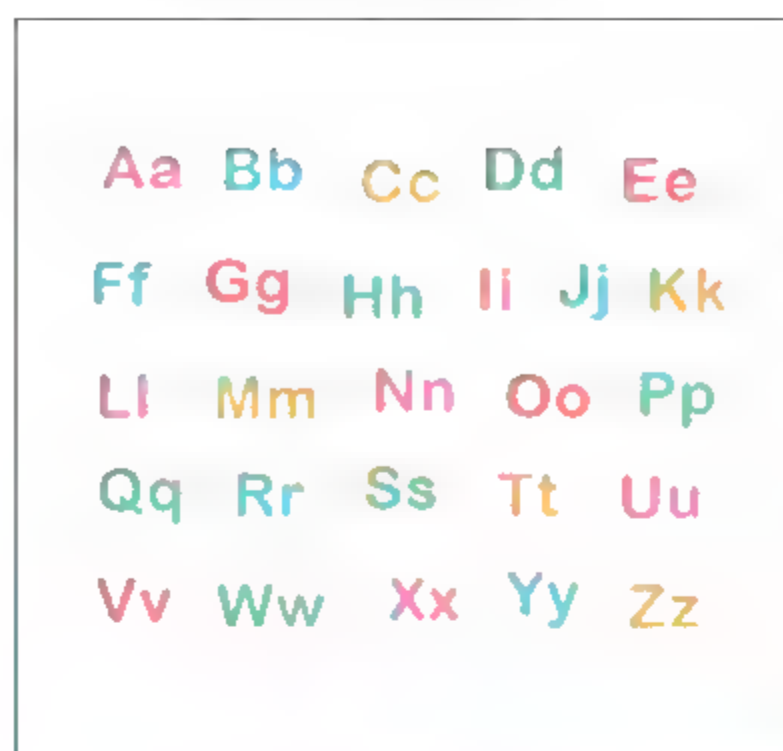 Aa Bb Cc Dd Ee
Ff Gg Hh Ii Jj Kk
Ll Mm Nn Oo Pp
Qq Rr Ss Tt Uu
Vv Ww Xx Yy Zz